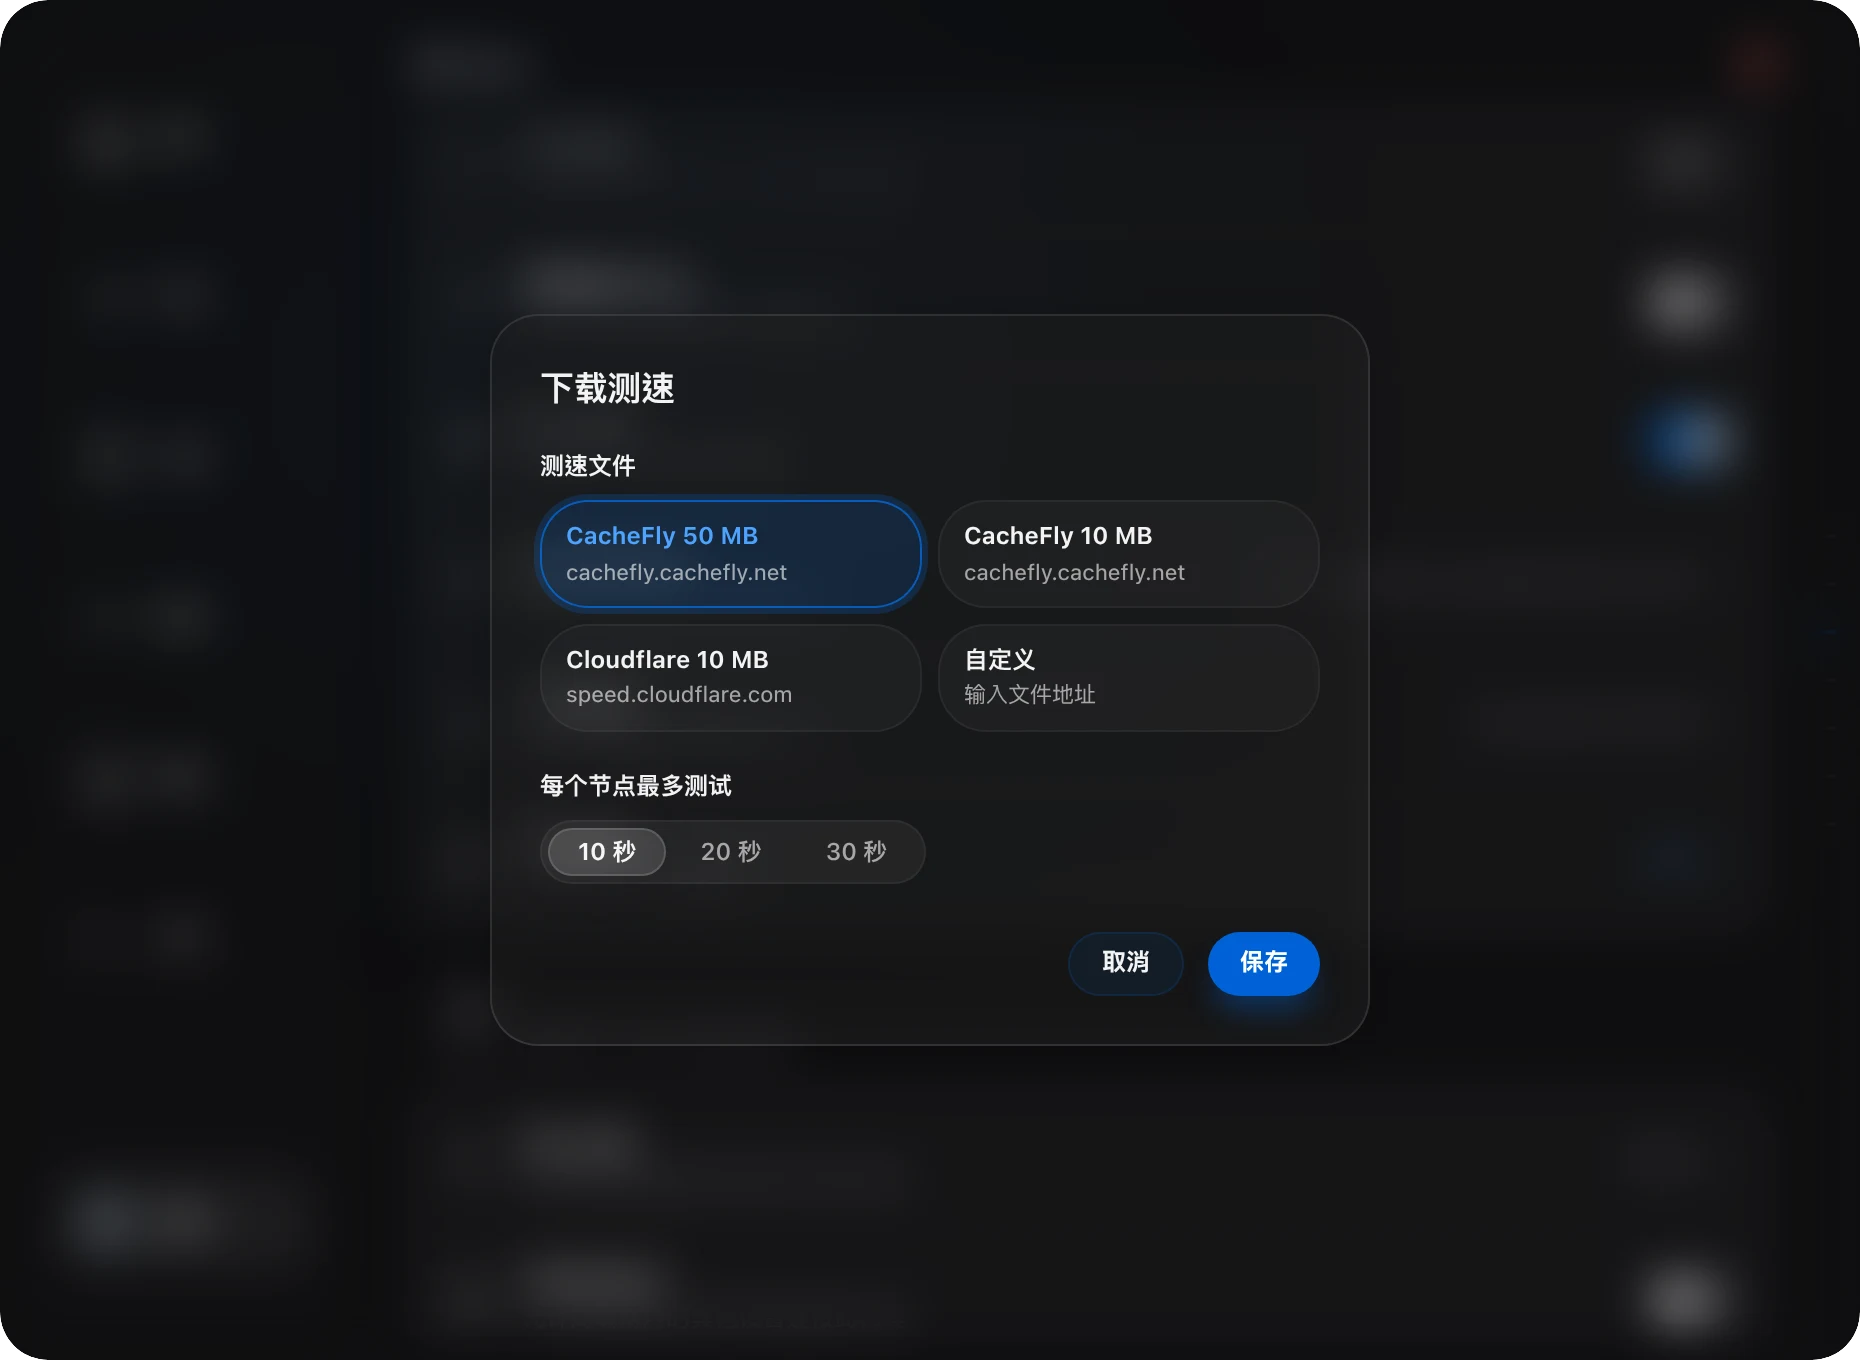 下载测速
测速文件
CacheFly 50 MB
cachefly.cachefly.net
CacheFly 10 MB
cachefly.cachefly.net
Cloudflare 10 MB
speed.cloudflare.com
自定义
输入文件地址
每个节点最多测试
10 秒
20 秒
30 秒
取消
保存